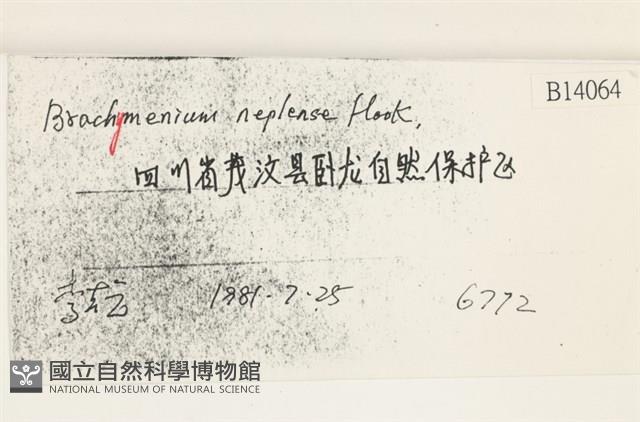 B14064
Brachymenium neplense Hook.
四川省茂汶县卧龙自然保护区
1981.7.25 6772
國立自然科學博物館
NATIONAL MUSEUM OF NATURAL SCIENCE